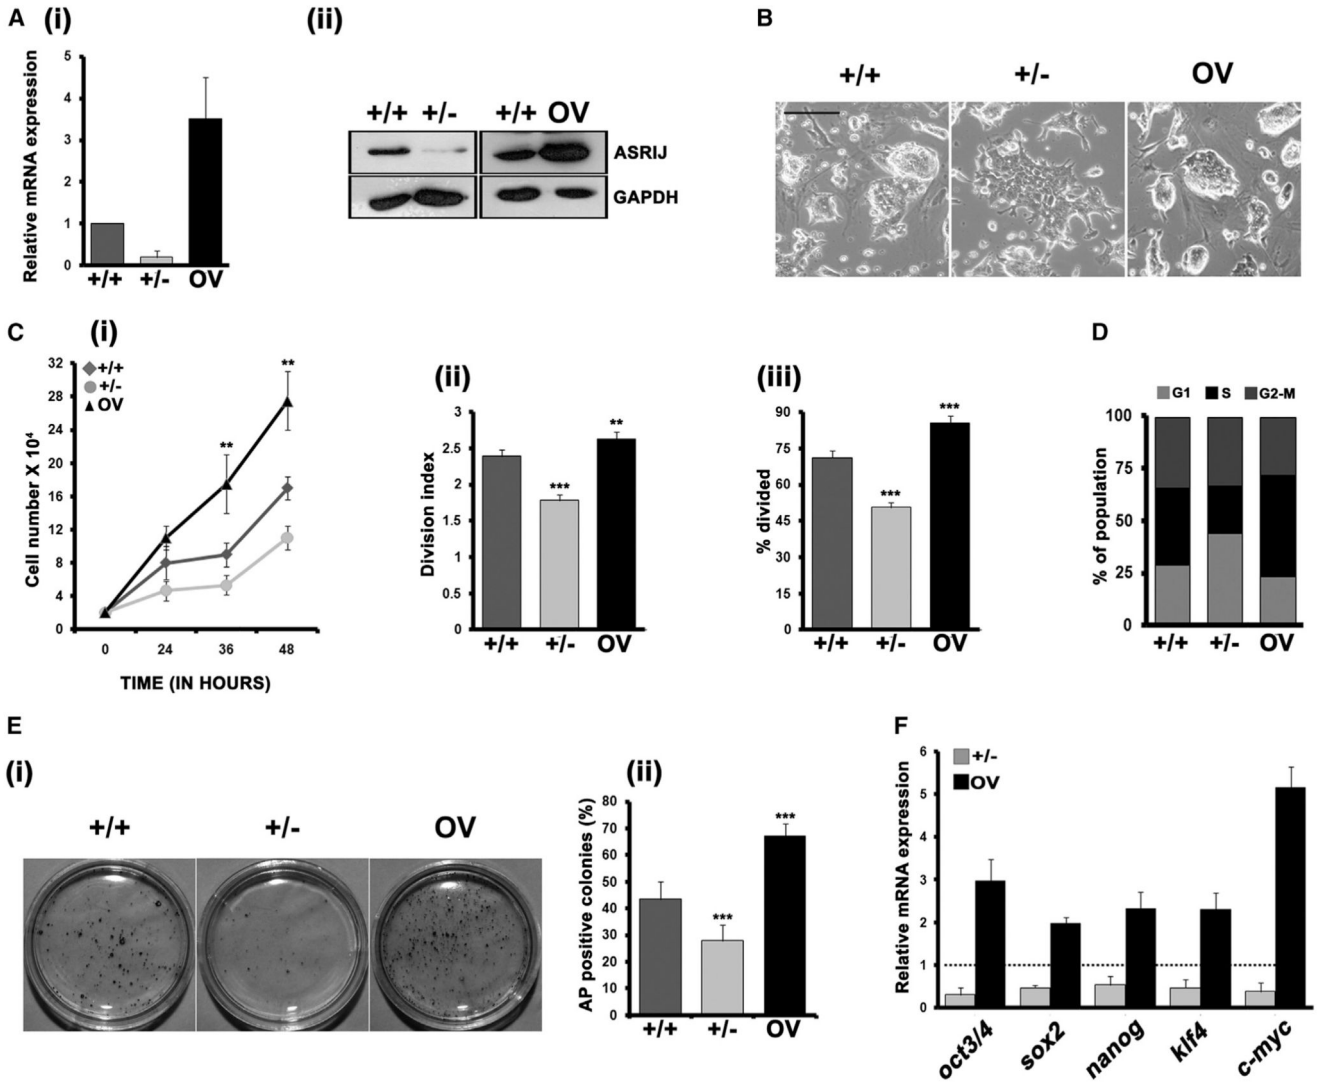 A (i)
Relative mRNA expression
5
4
3
2
1
0
+/+ +/- OV
(ii)
+/+ +/- +/+ OV
ASRIJ
GAPDH
B
+/+ +/- OV
C (i)
Cell number X 10⁴
32
28
24
20
16
12
8
4
0
+/+
+/-
OV
**
**
0 24 36 48
TIME (IN HOURS)
(ii)
Division index
3
2.5
2
1.5
1
0.5
0
***
**
+/+ +/- OV
(iii)
% divided
90
75
60
45
30
15
0
***
***
+/+ +/- OV
D
G1 S G2-M
% of population
100
75
50
25
0
+/+ +/- OV
E
(i)
+/+ +/- OV
(ii)
AP positive colonies (%)
80
70
60
50
40
30
20
10
0
***
***
+/+ +/- OV
F
Relative mRNA expression
6
5
4
3
2
1
0
+/-
OV
oct3/4 sox2 nanog klf4 c-myc